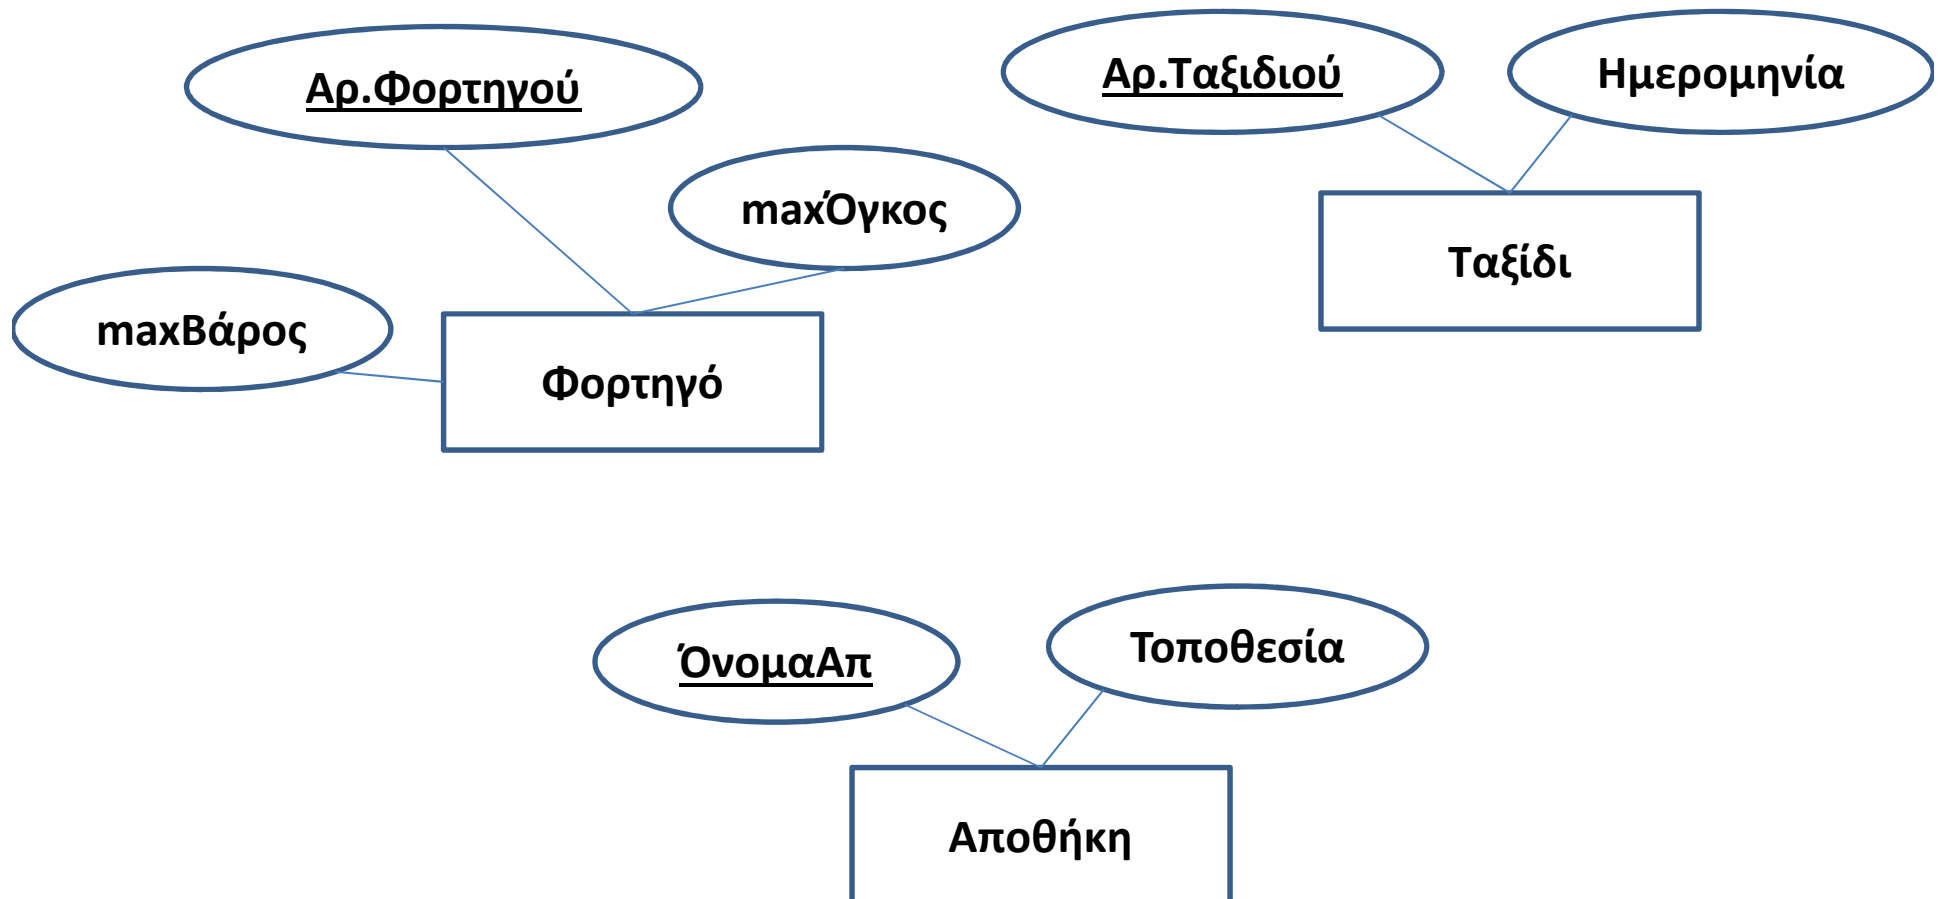 Αρ.Φορτηγού
Αρ.Ταξιδιού
Ημερομηνία
maxΌγκος
Ταξίδι
maxΒάρος
Φορτηγό
ΌνομαΑπ
Τοποθεσία
Αποθήκη